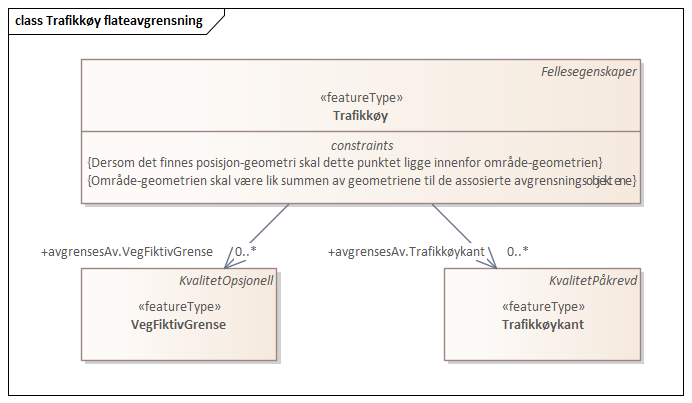 class Trafikkøy flateavgrensning
Fellesegenskaper
«featureType»
Trafikkøy
constraints
{Dersom det finnes posisjon-geometri skal dette punktet ligge innenfor område-geometrien}
{Område-geometrien skal være lik summen av geometriene til de assosierte avgrensningsobjektene}
+avgrensesAv.VegFiktivGrense 0..*
+avgrensesAv.Trafikkøykant 0..*
KvalitetOpsjonell
«featureType»
VegFiktivGrense
KvalitetPåkrevd
«featureType»
Trafikkøykant